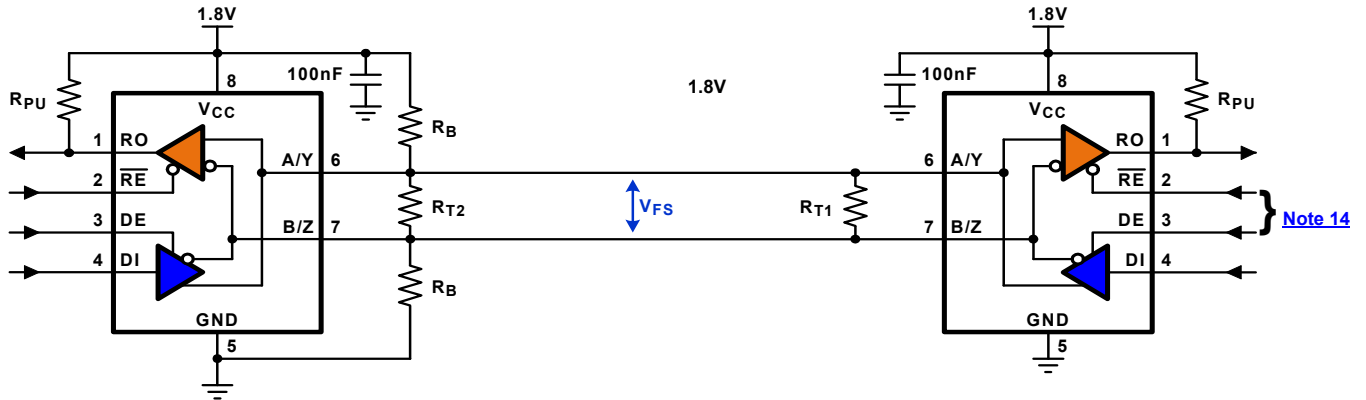 1.8V
1.8V
100nF
100nF
8
8
1.8V
RPU
RPU
VCC
VCC
RB
1 RO
RO 1
A/Y 6
6 A/Y
2 RE
RE 2
RT2
VFS
RT1
3 DE
DE 3
Note 14
B/Z 7
7 B/Z
4 DI
DI 4
RB
GND
GND
5
5